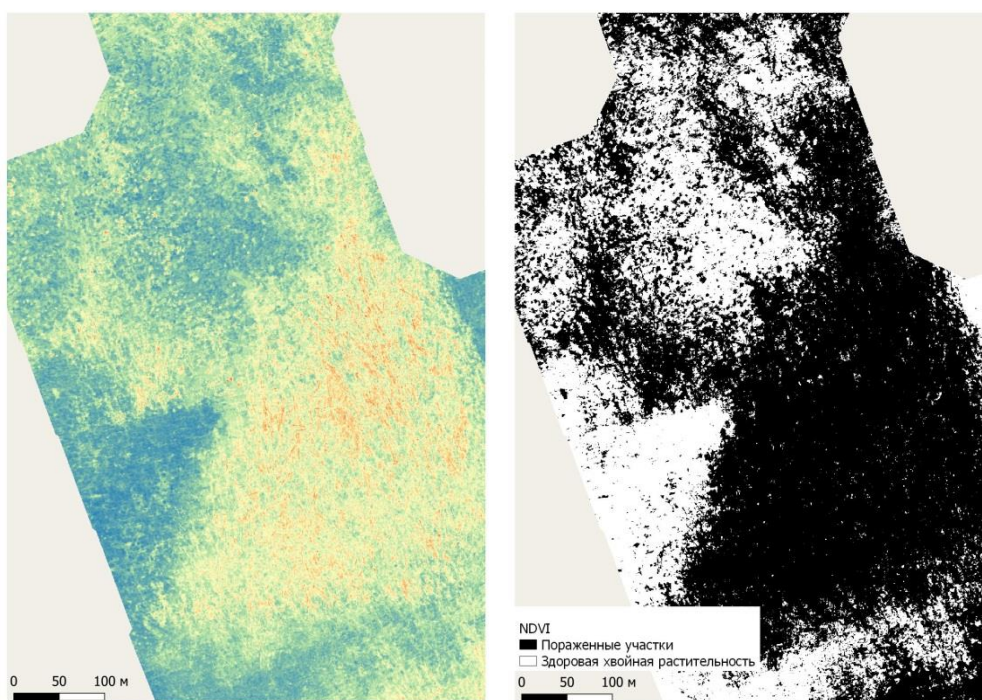 0 50 100 м
NDVI
Пораженные участки
Здоровая хвойная растительность
0 50 100 м